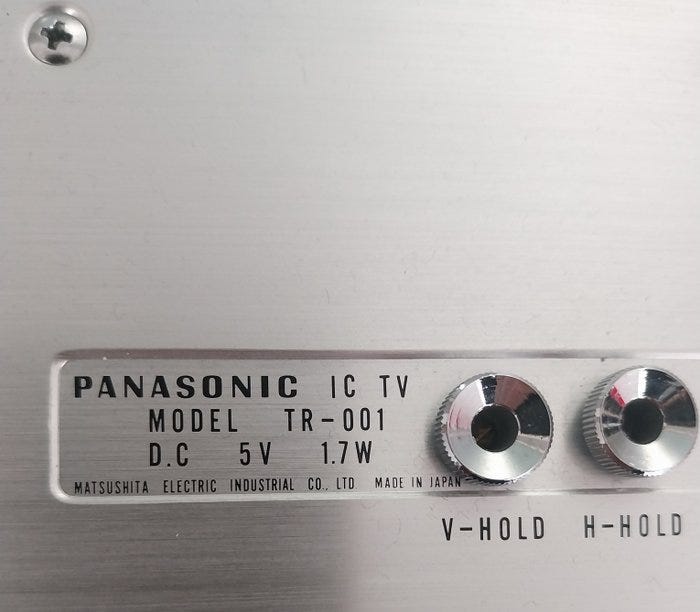 PANASONIC IC TV
MODEL TR-001
D.C 5V 1.7W
MATSUSHITA ELECTRIC INDUSTRIAL CO., LTD MADE IN JAPAN
V-HOLD H-HOLD